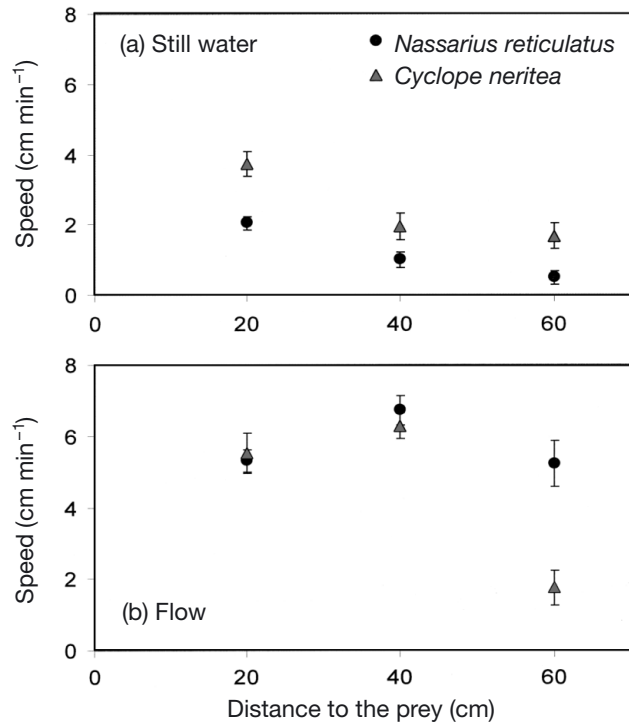 8
(a) Still water
Nassarius reticulatus
Cyclope neritea
6
4
2
0
Speed (cm min⁻¹)
0 20 40 60
8
6
4
2
0
Speed (cm min⁻¹)
(b) Flow
0 20 40 60
Distance to the prey (cm)